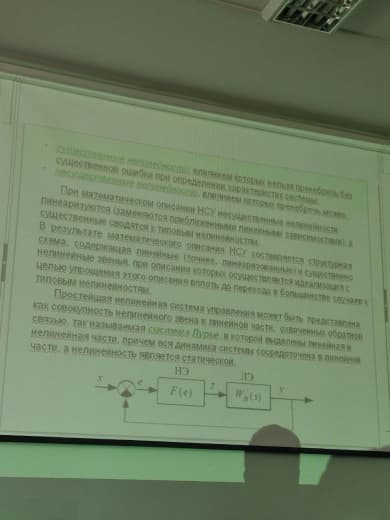 • существенные нелинейности, влиянием которых нельзя пренебречь без
существенной ошибки при определении характеристик системы;
• несущественные нелинейности, влиянием которых пренебречь можно.
При математическом описании НСУ несущественные нелинейности
линеаризуются (заменяются приближенными линейными зависимостями), а
существенные сводятся к типовым нелинейностям.
В результате математического описания НСУ составляется структурная
схема, содержащая линейные (точнее, линеаризованные) и существенно
нелинейные звенья, при описании которых осуществляется идеализация с
целью упрощения этого описания вплоть до перехода в большинстве случаев к
типовым нелинейностям.
Простейшая нелинейная система управления может быть представлена
как совокупность нелинейного звена и линейной части, охваченных обратной
связью, так называемая система Лурье, в которой выделены линейная и
нелинейная части, причем вся динамика системы сосредоточена в линейной
части, а нелинейность является статической.
НЭ ЛЭ
x e F(e) z W_л(s) y